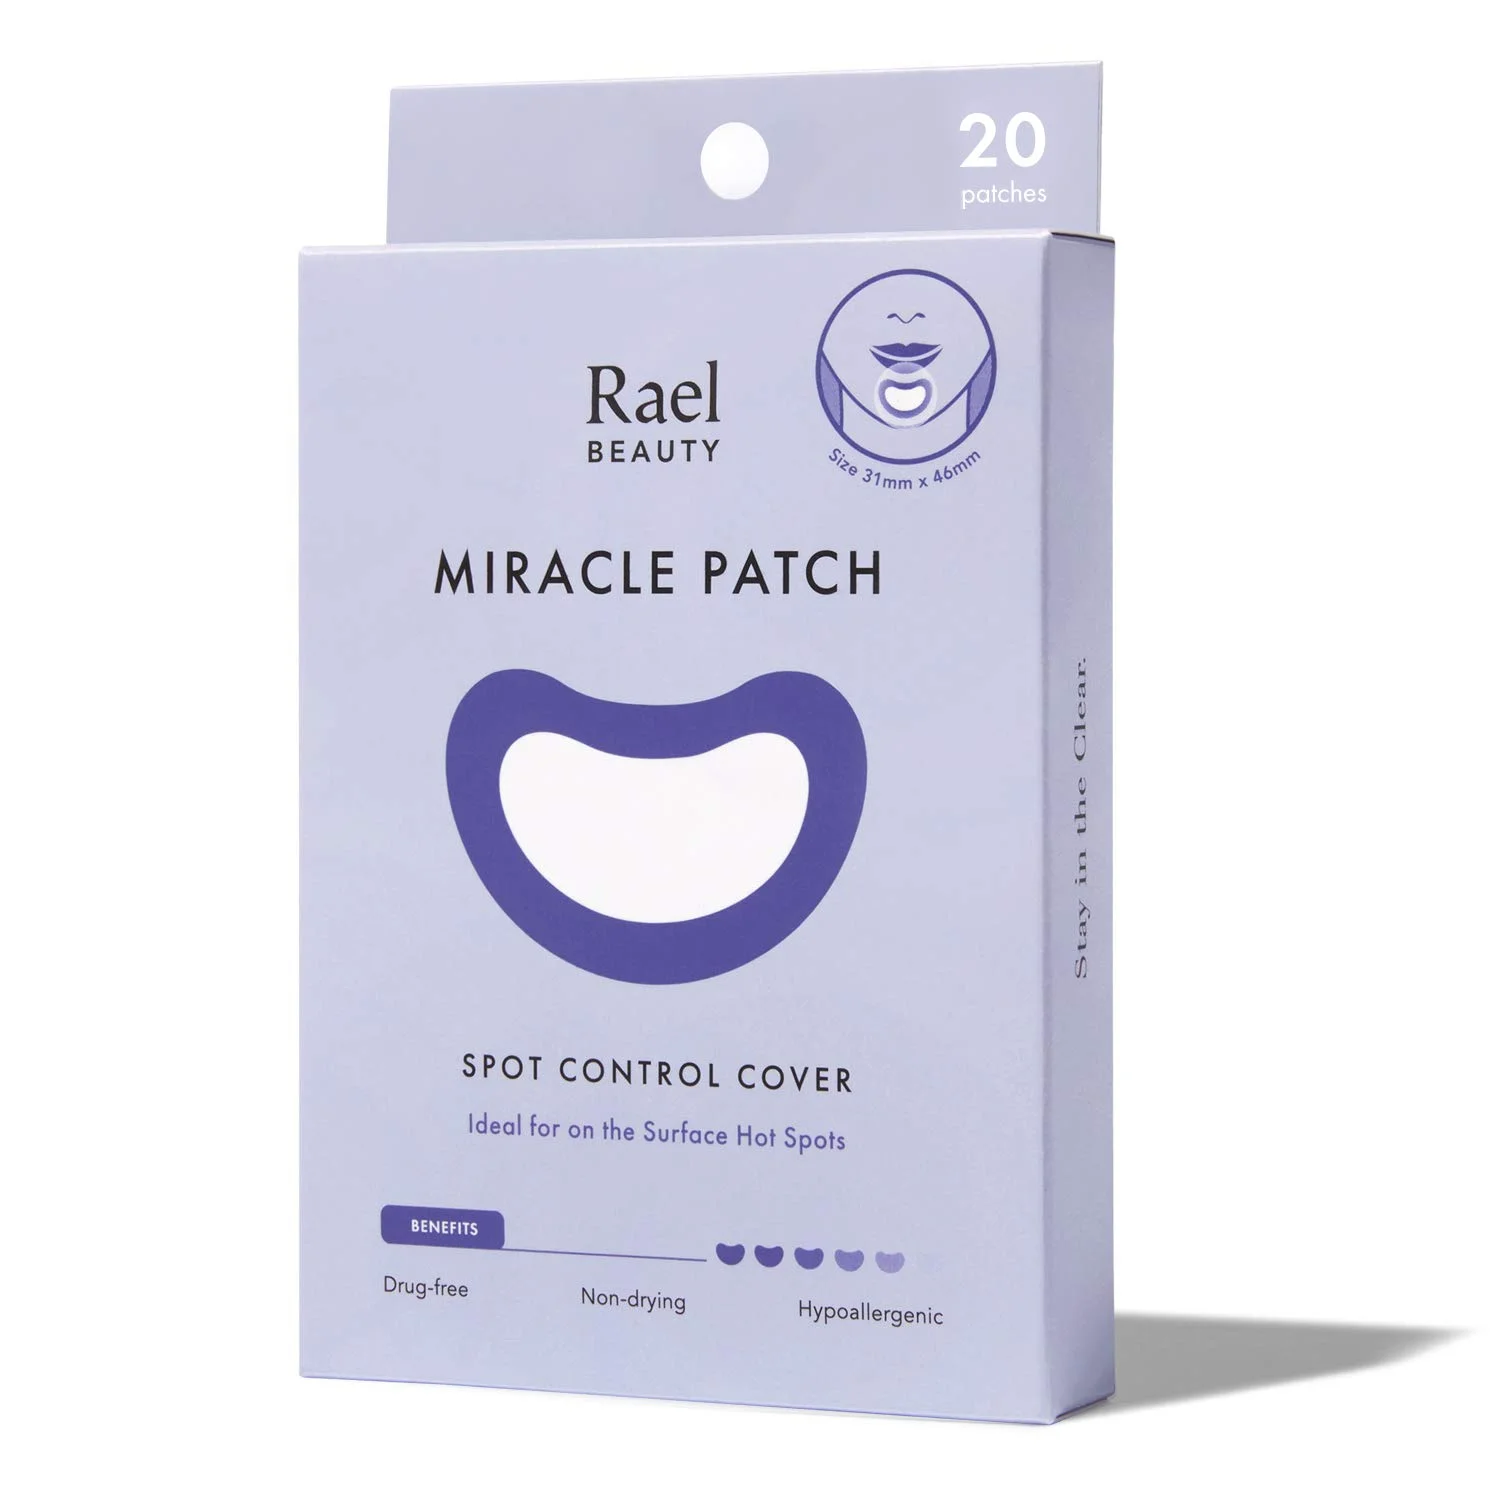 20
patches
Rael
BEAUTY
Size 31mm x 46mm
MIRACLE PATCH
SPOT CONTROL COVER
Ideal for on the Surface Hot Spots
BENEFITS
Drug-free
Non-drying
Hypoallergenic
Stay in the Clear.